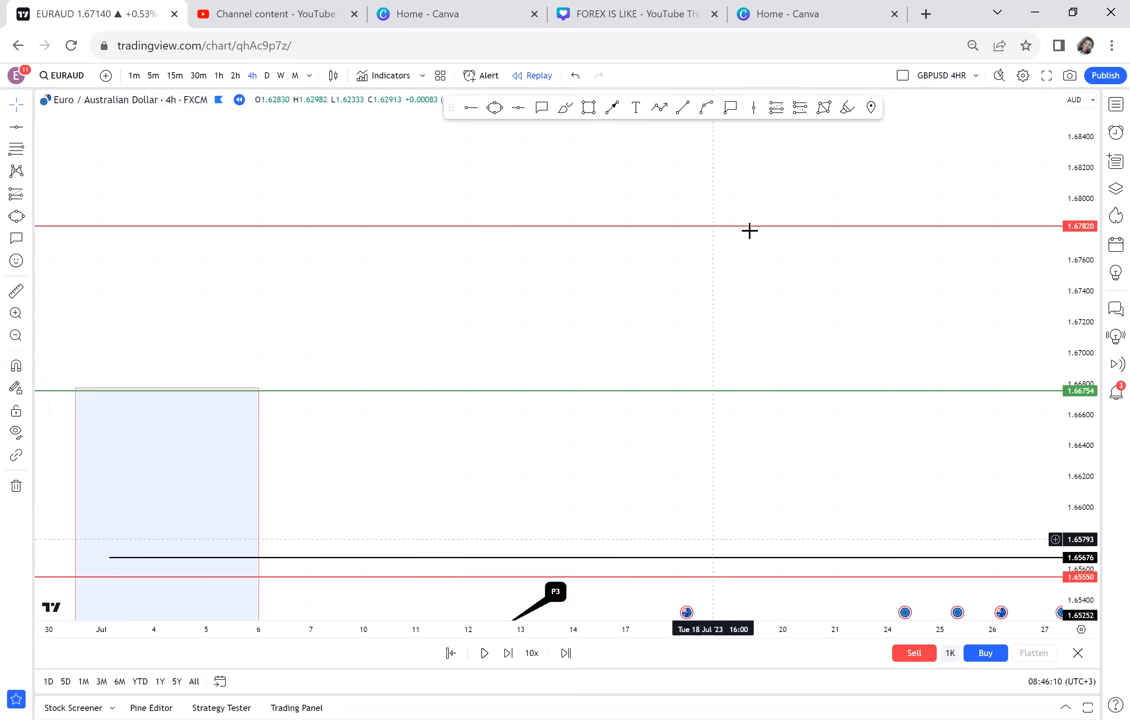 EURAUD 1.67140 ▲ +0.53%
Channel content - YouTube
Home - Canva
FOREX IS LIKE - YouTube Th
Home - Canva
tradingview.com/chart/qhAc9p7z/
E 11
EURAUD
1m 5m 15m 30m 1h 2h 4h D W M
Indicators
Alert
Replay
GBPUSD 4HR
Publish
Euro / Australian Dollar · 4h · FXCM
O1.62830 H1.62982 L1.62333 C1.62913 +0.00083 (
AUD
1.68400
1.68200
1.68000
1.67820
1.67600
1.67400
1.67200
1.67000
1.66800
1.66754
1.66600
1.66400
1.66200
1.66000
1.65793
1.65676
1.65600
1.65550
1.65400
1.65252
3
P3
30 Jul 4 5 6 7 10 11 12 13 14 17 Tue 18 Jul '23 16:00 20 21 24 25 26 27
10x
Sell 1K Buy Flatten
1D 5D 1M 3M 6M YTD 1Y 5Y All
08:46:10 (UTC+3)
Stock Screener
Pine Editor
Strategy Tester
Trading Panel